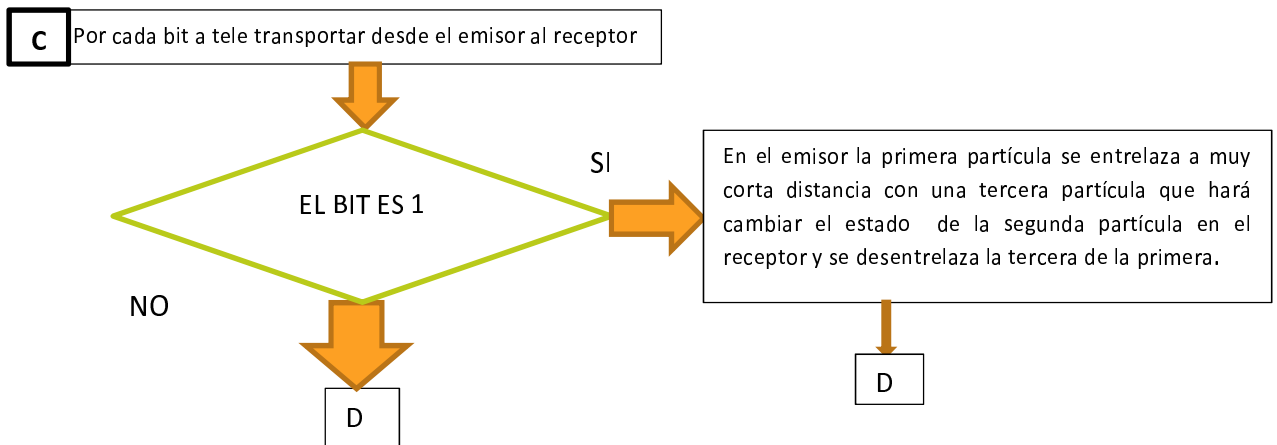 C Por cada bit a tele transportar desde el emisor al receptor
SI
EL BIT ES 1
En el emisor la primera partícula se entrelaza a muy
corta distancia con una tercera partícula que hará
cambiar el estado de la segunda partícula en el
receptor y se desentrelaza la tercera de la primera.
NO
D
D